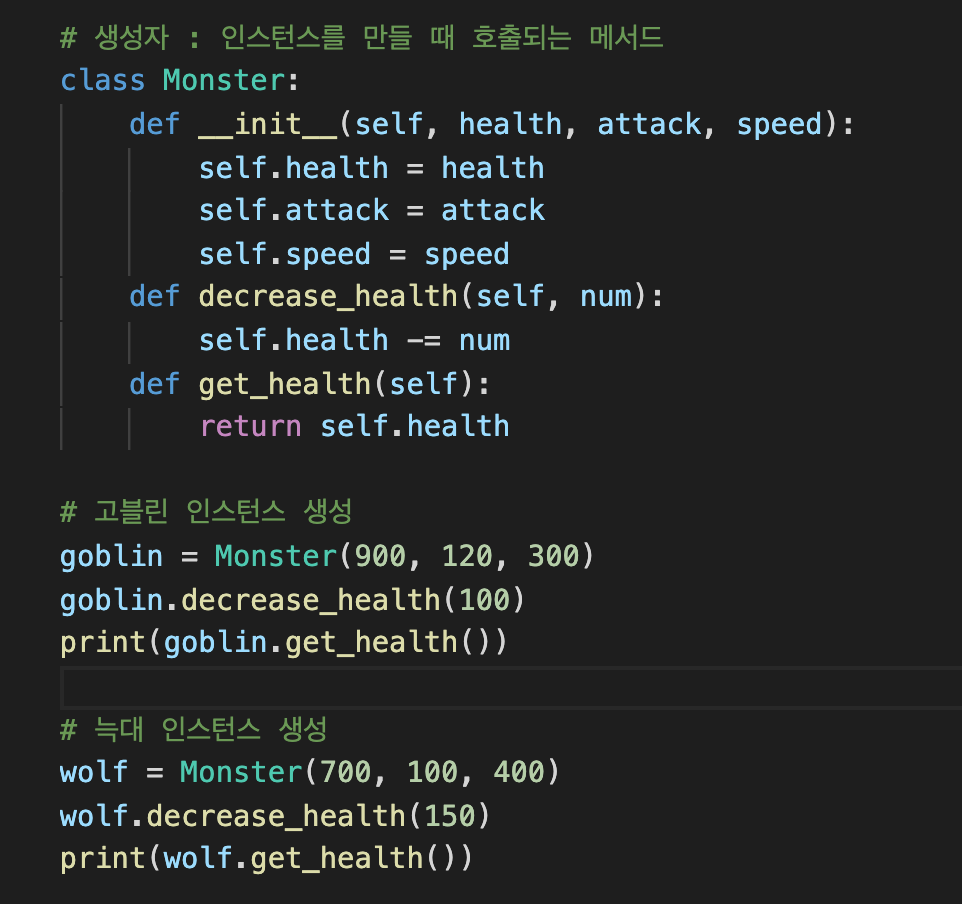 # 생성자 : 인스턴스를 만들 때 호출되는 메서드
class Monster:
    def __init__(self, health, attack, speed):
        self.health = health
        self.attack = attack
        self.speed = speed
    def decrease_health(self, num):
        self.health -= num
    def get_health(self):
        return self.health

# 고블린 인스턴스 생성
goblin = Monster(900, 120, 300)
goblin.decrease_health(100)
print(goblin.get_health())

# 늑대 인스턴스 생성
wolf = Monster(700, 100, 400)
wolf.decrease_health(150)
print(wolf.get_health())